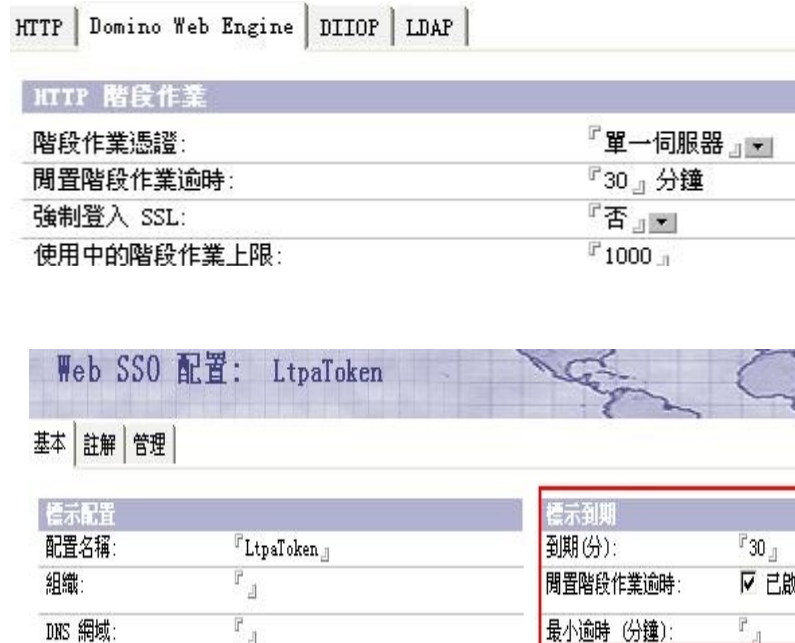 HTTP Domino Web Engine DIIOP LDAP
HTTP 階段作業
階段作業憑證: 『單一伺服器』
閒置階段作業逾時: 『30』 分鐘
強制登入 SSL: 『否』
使用中的階段作業上限: 『1000』
Web SSO 配置: LtpaToken
基本 註解 管理
標示配置 標示到期
配置名稱: 『LtpaToken』 到期(分): 『30』
組織: 『 』 閒置階段作業逾時: 已啟
DNS 網域: 『 』 最小逾時 (分鐘): 『 』